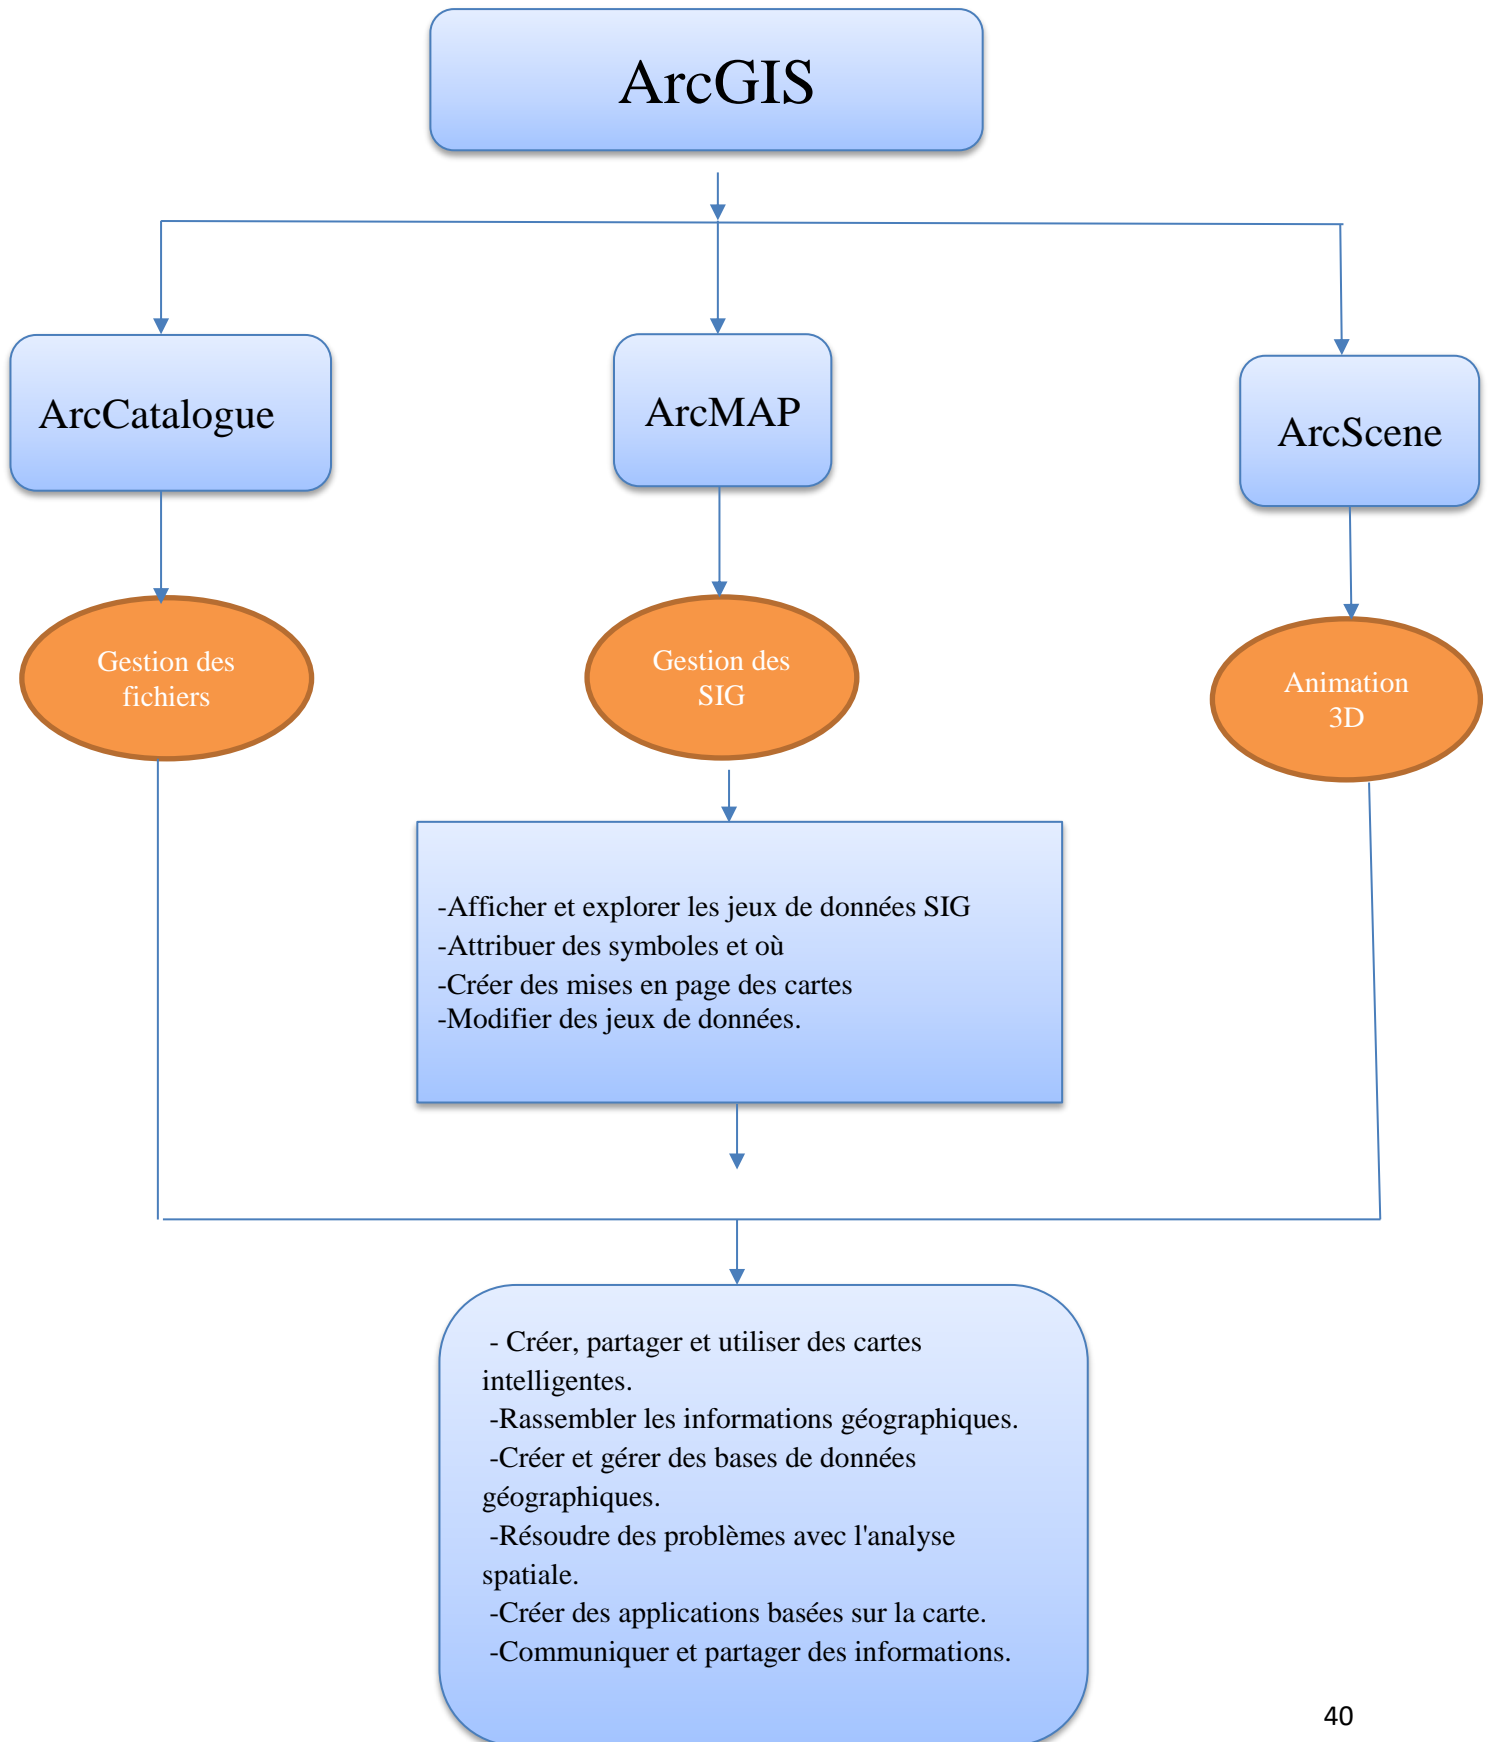 ArcGIS
ArcCatalogue
ArcMAP
ArcScene
Gestion des
fichiers
Gestion des
SIG
Animation
3D
-Afficher et explorer les jeux de données SIG
-Attribuer des symboles et où
-Créer des mises en page des cartes
-Modifier des jeux de données.
- Créer, partager et utiliser des cartes
intelligentes.
-Rassembler les informations géographiques.
-Créer et gérer des bases de données
géographiques.
-Résoudre des problèmes avec l'analyse
spatiale.
-Créer des applications basées sur la carte.
-Communiquer et partager des informations.
40